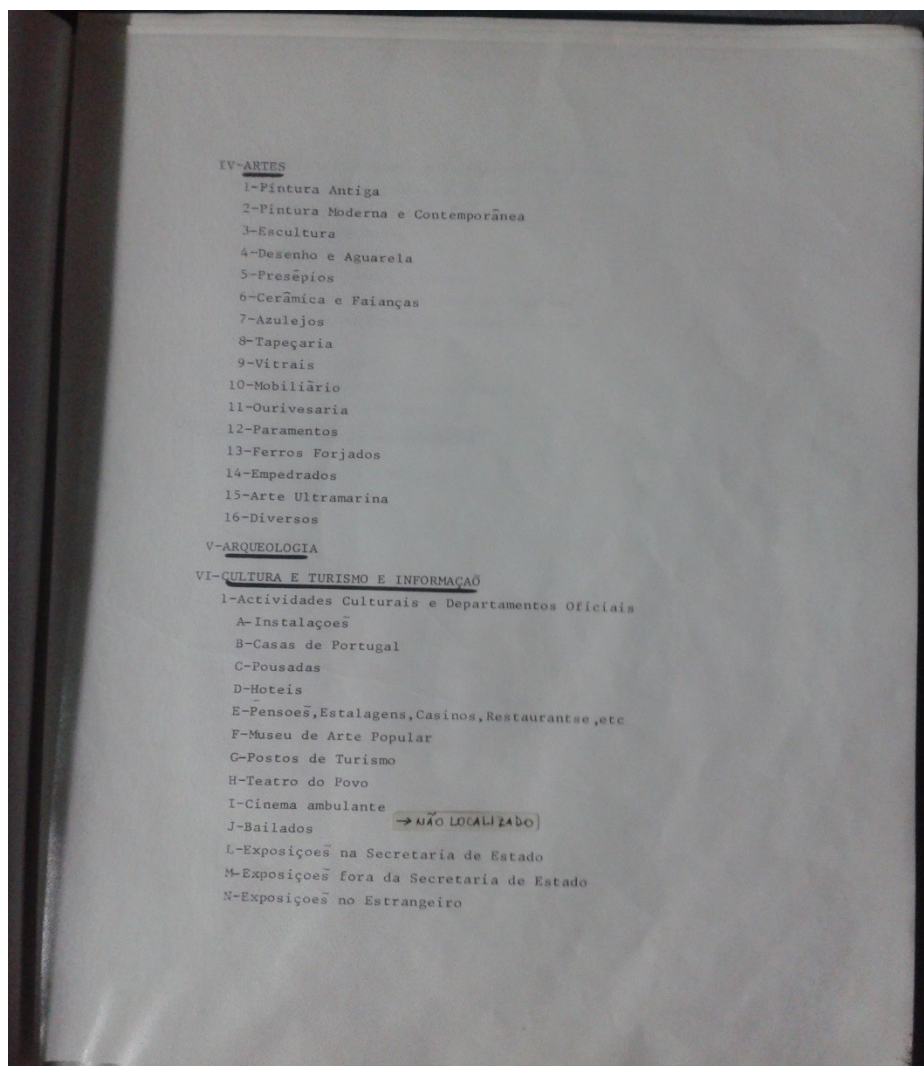 IV-ARTES
1-Pintura Antiga
2-Pintura Moderna e Contemporânea
3-Escultura
4-Desenho e Aguarela
5-Presépios
6-Cerâmica e Faianças
7-Azulejos
8-Tapeçaria
9-Vitrais
10-Mobiliário
11-Ourivesaria
12-Paramentos
13-Ferros Forjados
14-Empedrados
15-Arte Ultramarina
16-Diversos
V-ARQUEOLOGIA
VI-CULTURA E TURISMO E INFORMAÇAÕ
1-Actividades Culturais e Departamentos Oficiais
A-Instalaçoes̃
B-Casas de Portugal
C-Pousadas
D-Hoteis
E-Pensoes̃,Estalagens,Casinos,Restaurantse,etc
F-Museu de Arte Popular
G-Postos de Turismo
H-Teatro do Povo
I-Cinema ambulante
J-Bailados → NÃO LOCALIZADO
L-Exposiçoes̃ na Secretaria de Estado
M-Exposiçoes̃ fora da Secretaria de Estado
N-Exposiçoes̃ no Estrangeiro